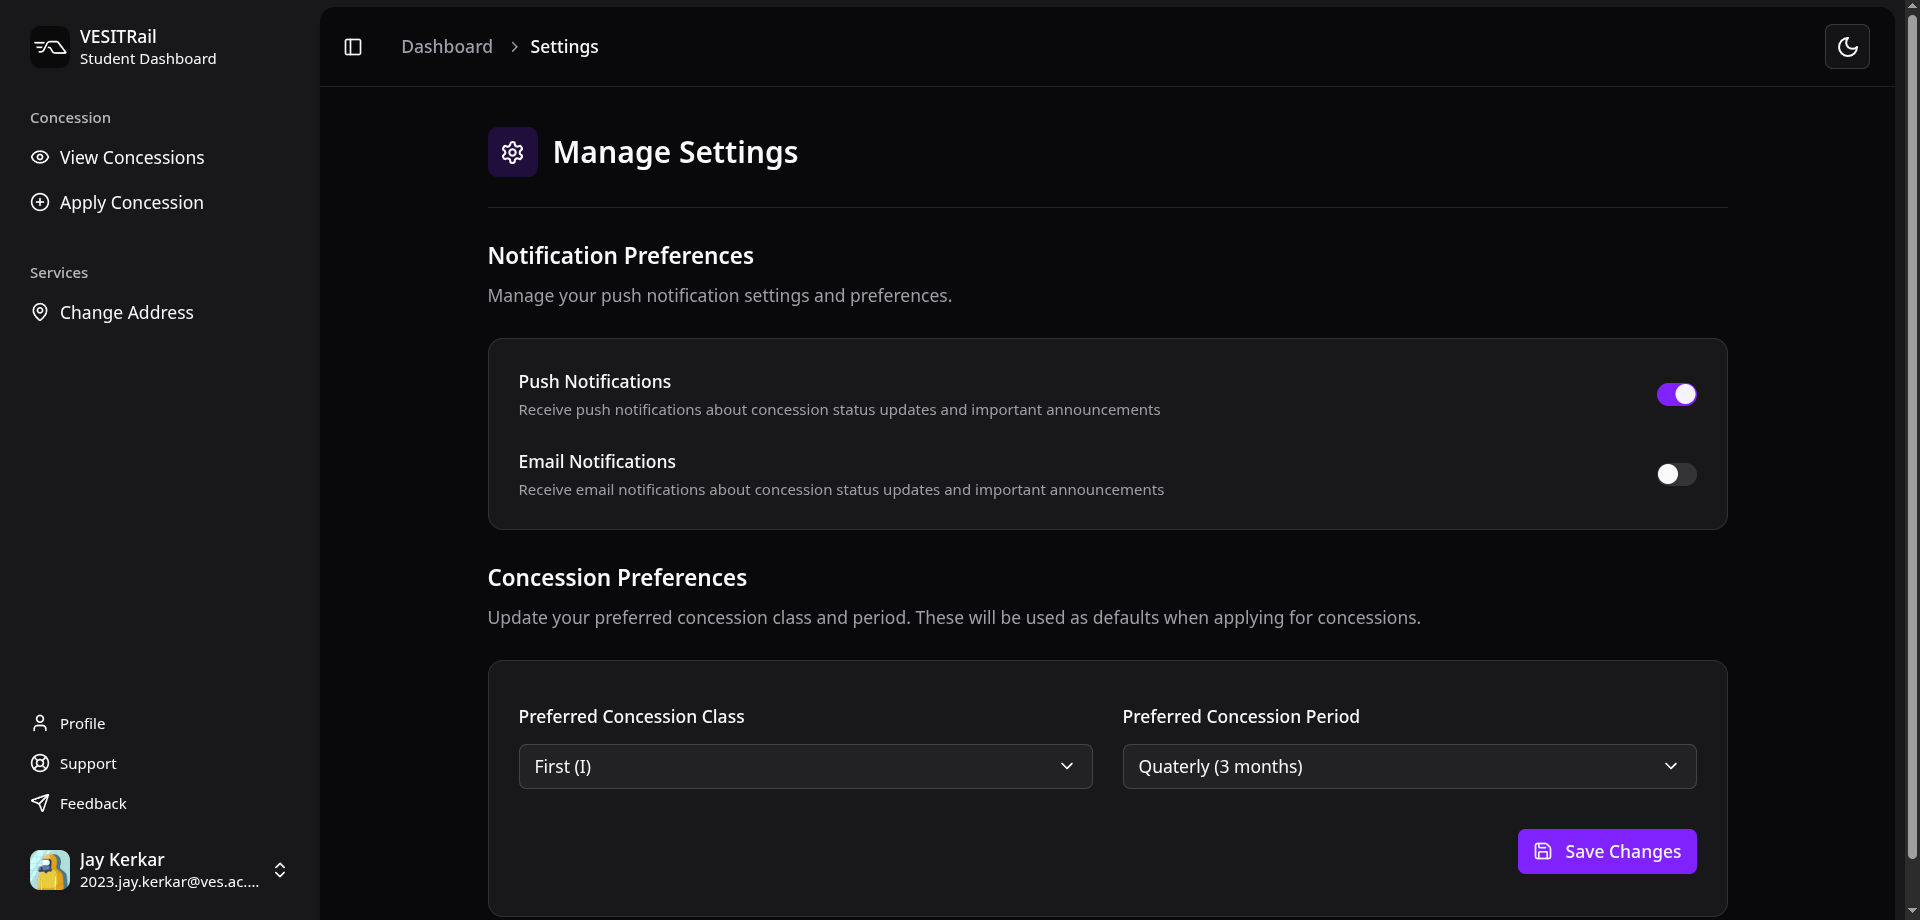 VESITRail
Student Dashboard
Concession
View Concessions
Apply Concession
Services
Change Address
Profile
Support
Feedback
Jay Kerkar
2023.jay.kerkar@ves.ac....
Dashboard > Settings
Manage Settings
Notification Preferences
Manage your push notification settings and preferences.
Push Notifications
Receive push notifications about concession status updates and important announcements
Email Notifications
Receive email notifications about concession status updates and important announcements
Concession Preferences
Update your preferred concession class and period. These will be used as defaults when applying for concessions.
Preferred Concession Class
First (I)
Preferred Concession Period
Quaterly (3 months)
Save Changes